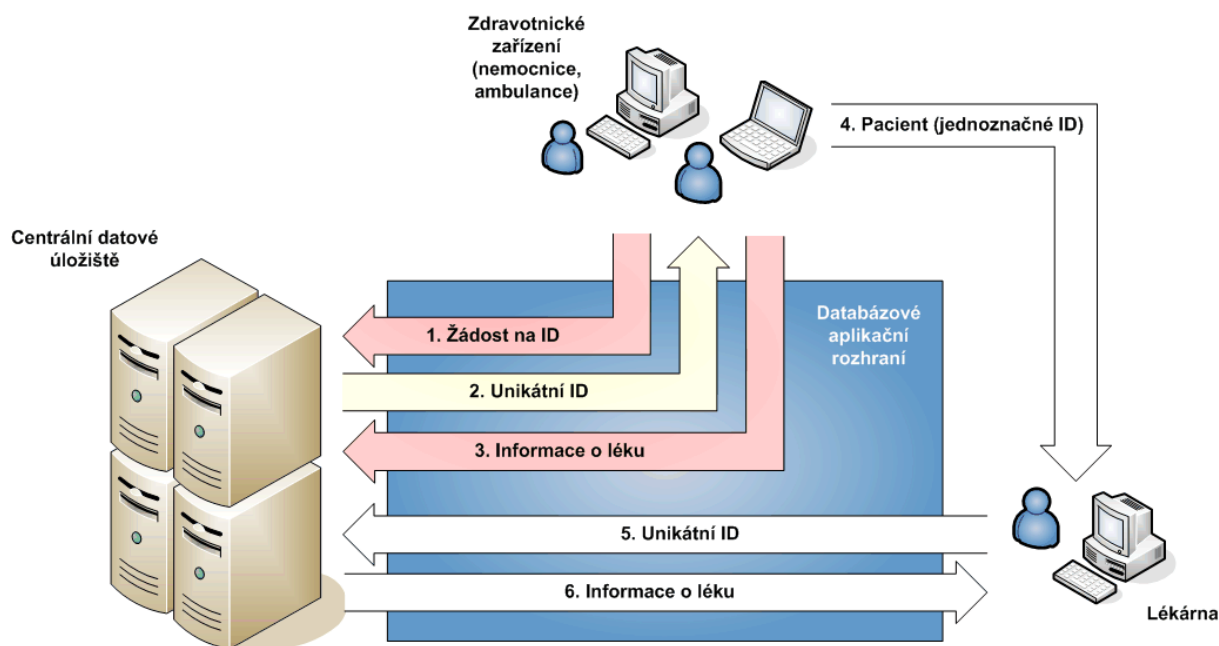 Zdravotnické
zařízení
(nemocnice,
ambulance)
4. Pacient (jednoznačné ID)
Centrální datové
úložiště
Databázové
aplikační
rozhraní
1. Žádost na ID
2. Unikátní ID
3. Informace o léku
5. Unikátní ID
6. Informace o léku
Lékárna